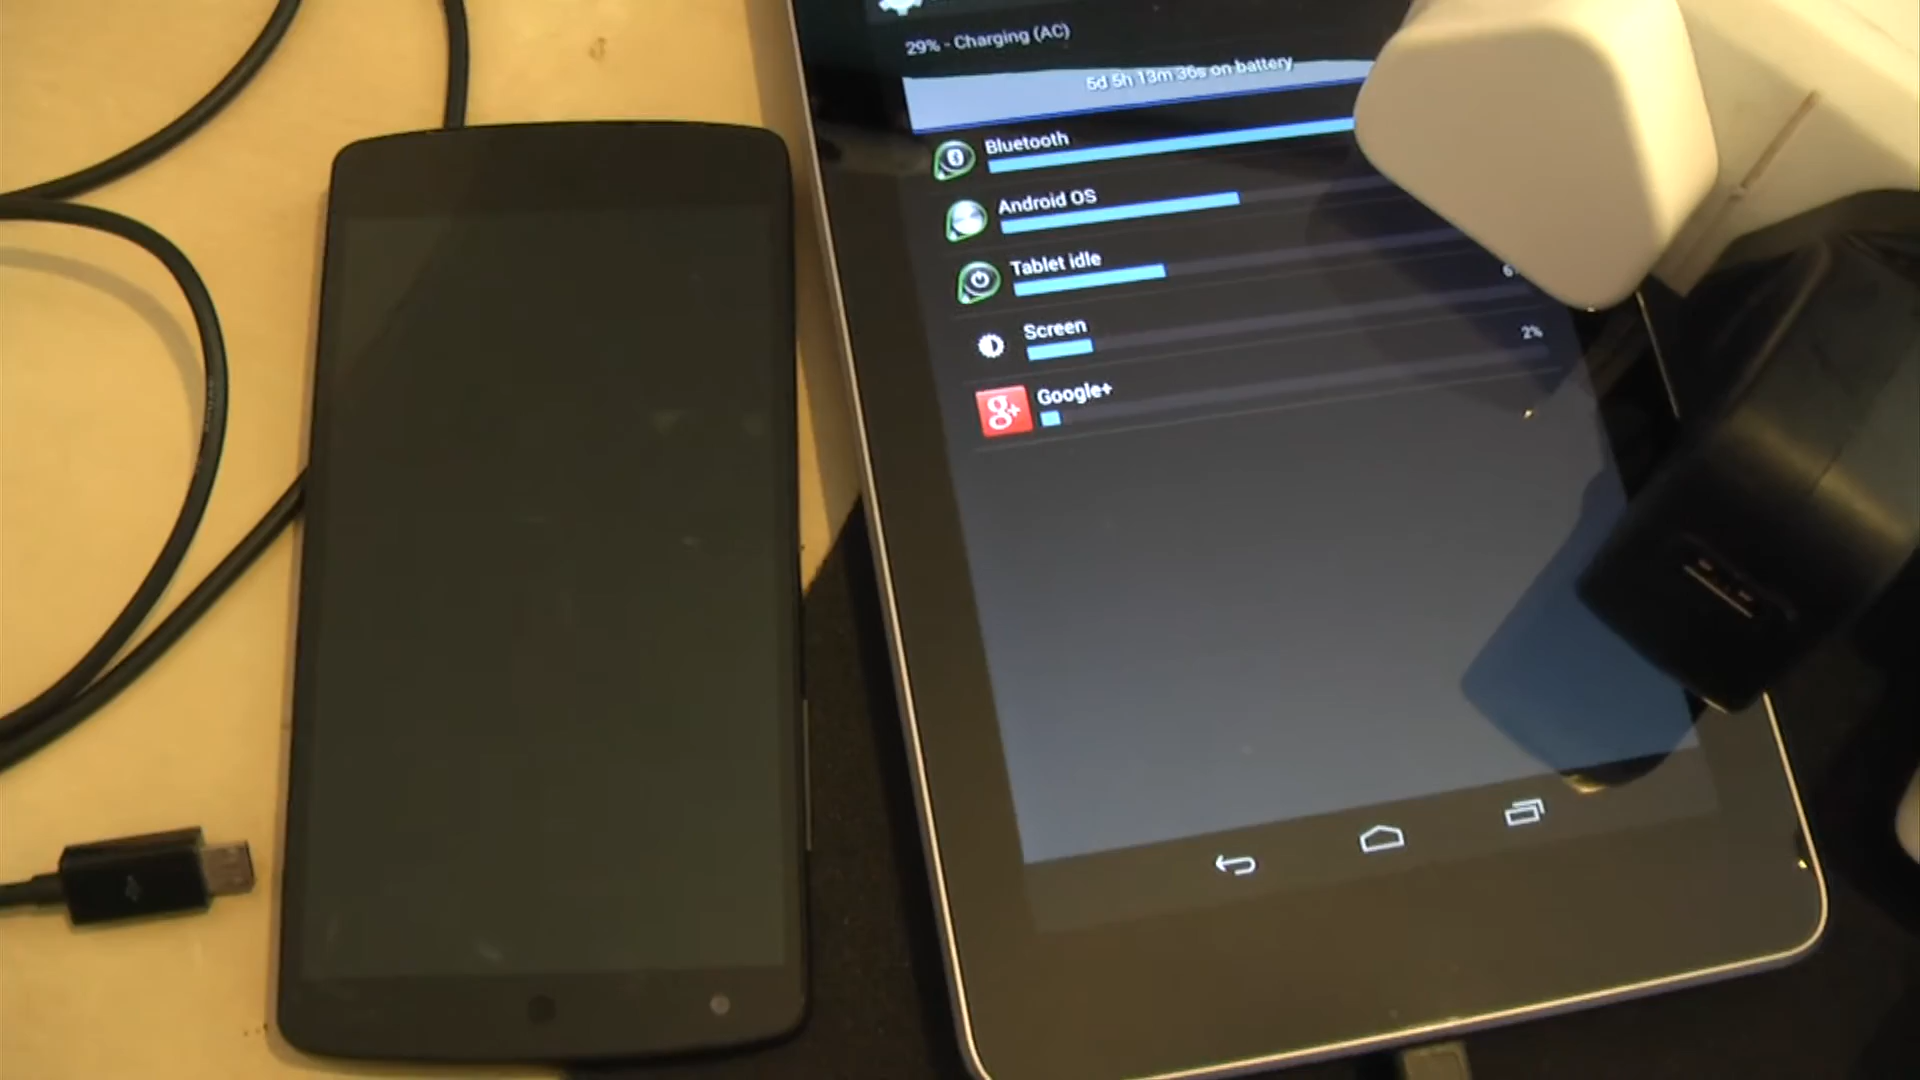 29% - Charging (AC)
5d 5h 13m 36s on battery
Bluetooth
Android OS
Tablet idle
Screen
2%
g+ Google+